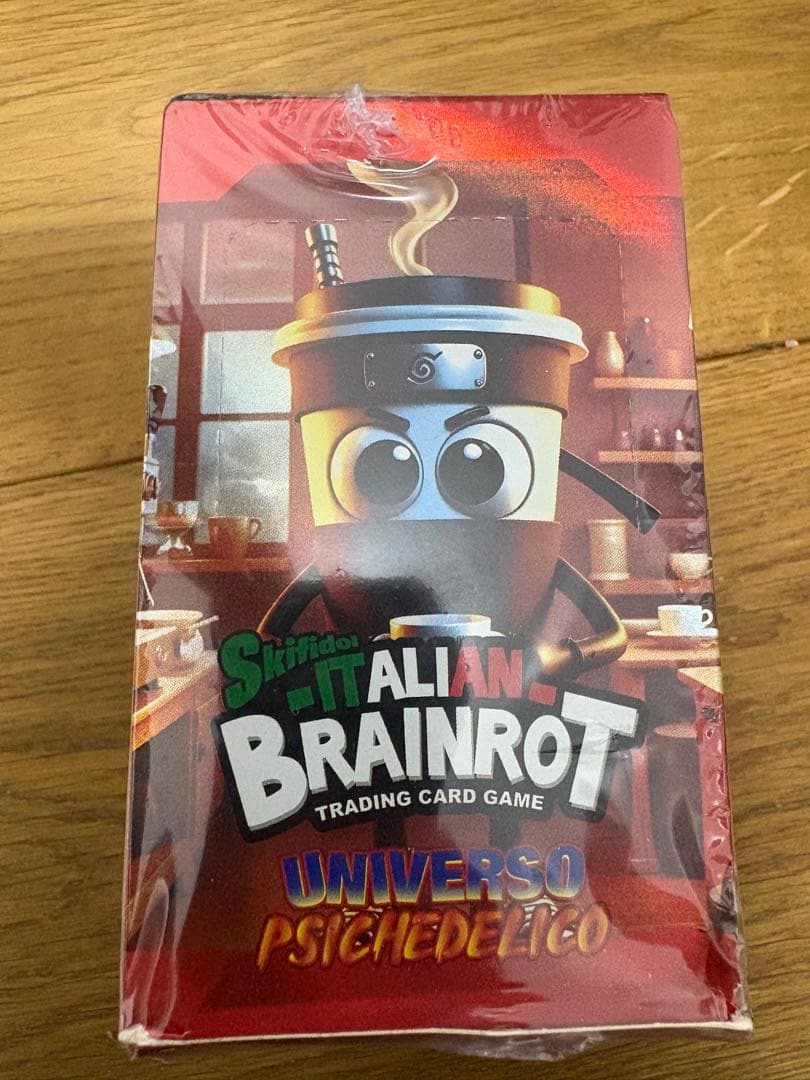 Skifidol
-ITALIAN-
BRAINROT
TRADING CARD GAME
UNIVERSO
PSICHEDELICO